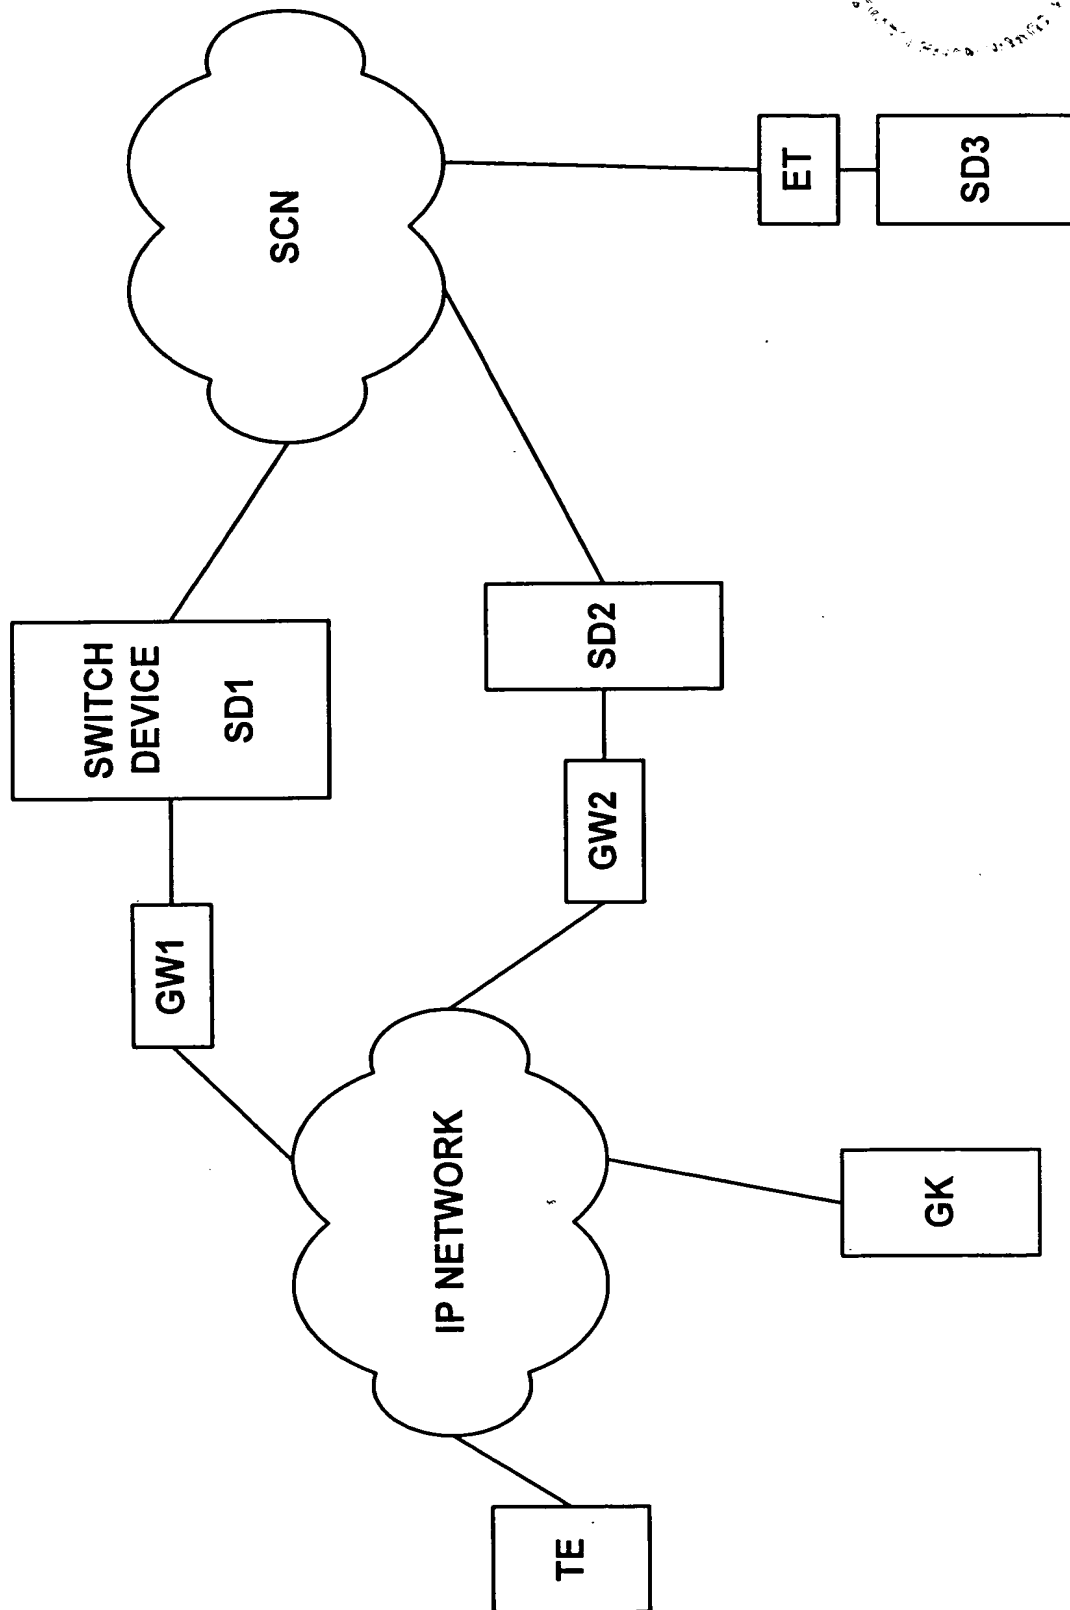 SCN
SWITCH
DEVICE
SD1
GW1
SD2
GW2
ET
SD3
IP NETWORK
GK
TE